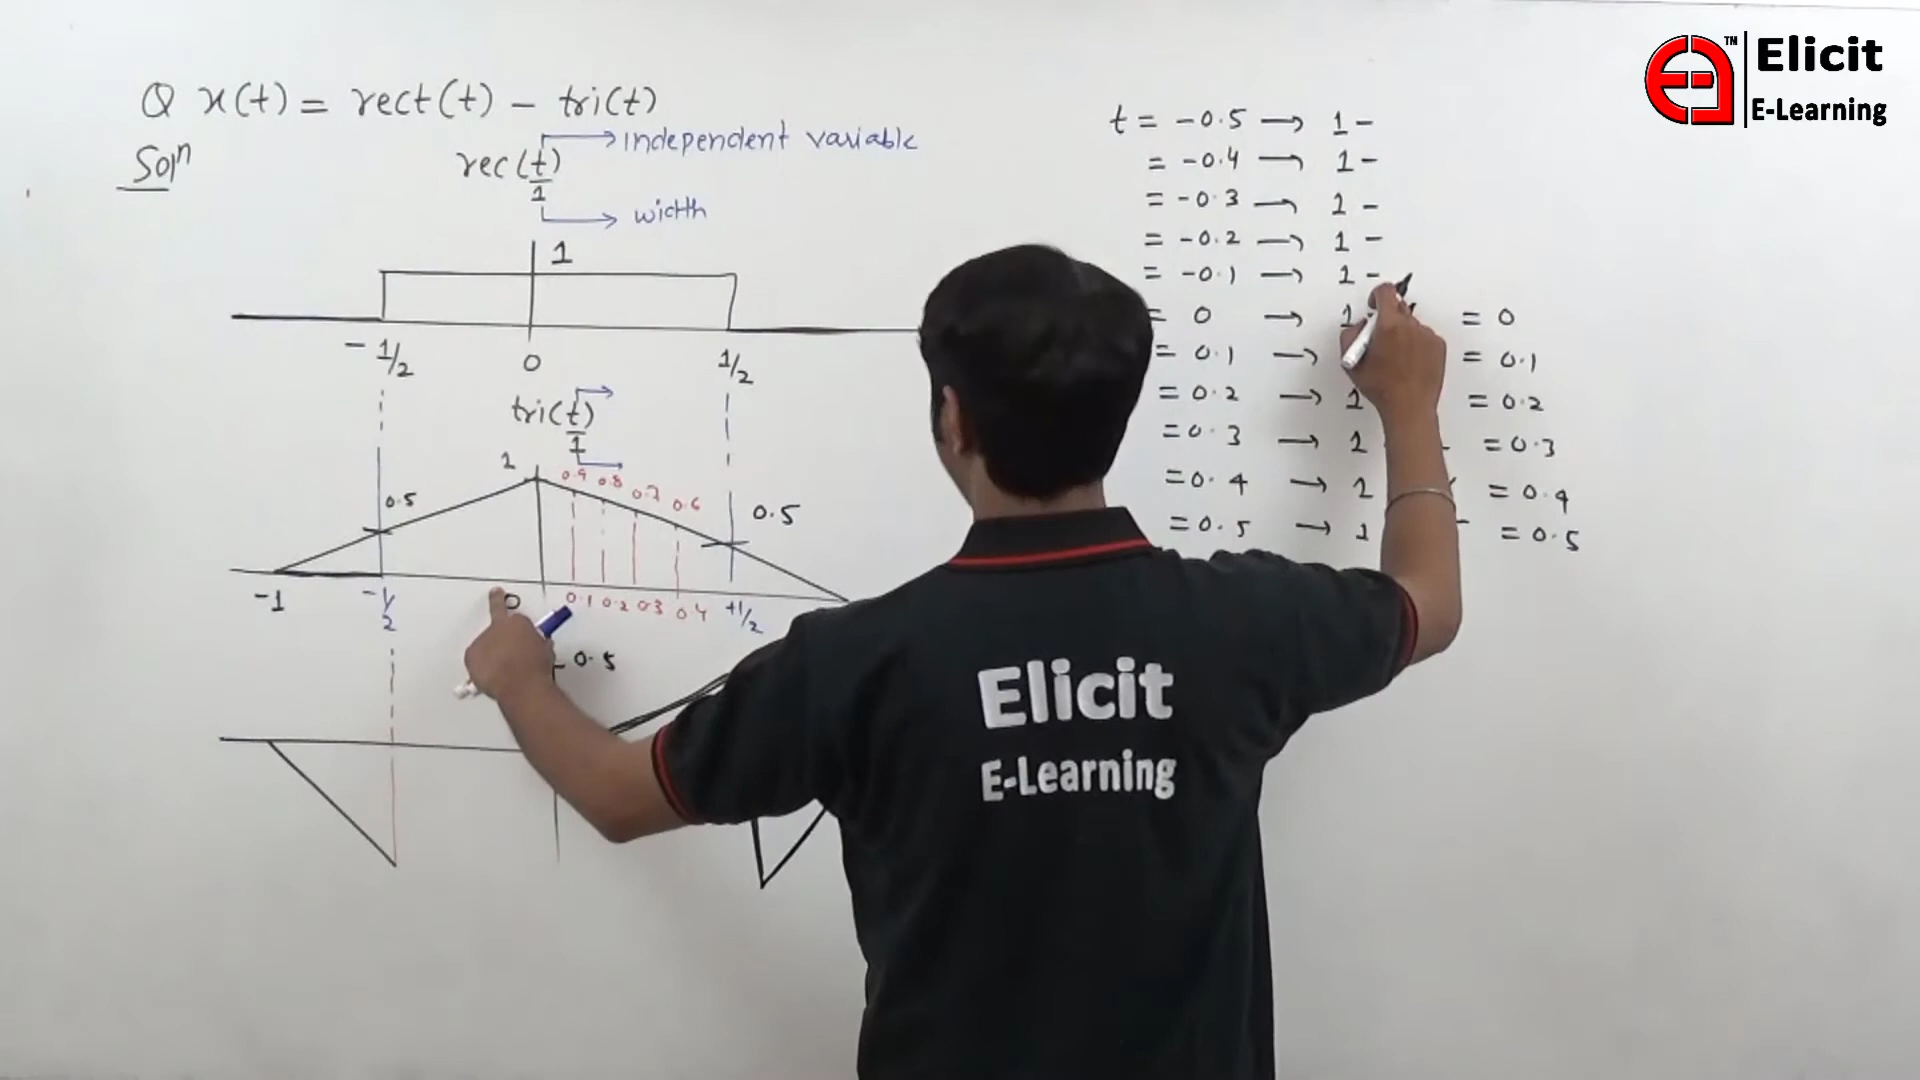 Q x(t) = rect(t) - tri(t)
Solⁿ
rec(t/1)
independent variable
width
1
-1/2 0 1/2
tri(t/1)
1
0.9 0.8 0.7 0.6
0.5
0.5
-1 -1/2 0 0.1 0.2 0.3 0.4 +1/2
0.5
t = -0.5 → 1 -
= -0.4 → 1 -
= -0.3 → 1 -
= -0.2 → 1 -
= -0.1 → 1 -
= 0 → 1 = 0
= 0.1 → = 0.1
= 0.2 → 1 = 0.2
= 0.3 → 1 = 0.3
= 0.4 → 1 = 0.4
= 0.5 → 1 = 0.5
TM
Elicit
E-Learning
Elicit
E-Learning